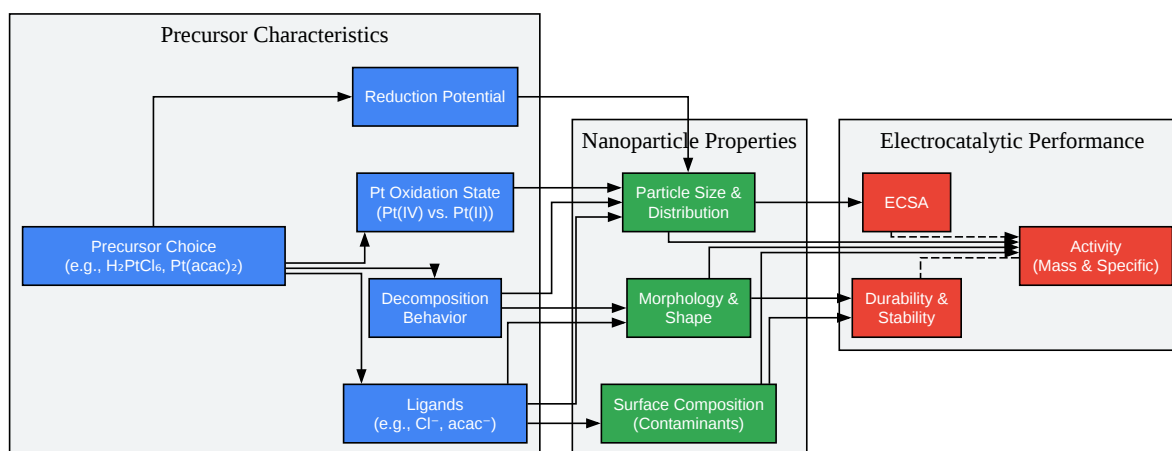 Precursor Characteristics
Reduction Potential
Pt Oxidation State
(Pt(IV) vs. Pt(II))
Precursor Choice
(e.g., H₂PtCl₆, Pt(acac)₂)
Decomposition
Behavior
Ligands
(e.g., Cl⁻, acac⁻)
Nanoparticle Properties
Particle Size &
Distribution
Morphology &
Shape
Surface Composition
(Contaminants)
Electrocatalytic Performance
ECSA
Activity
(Mass & Specific)
Durability &
Stability